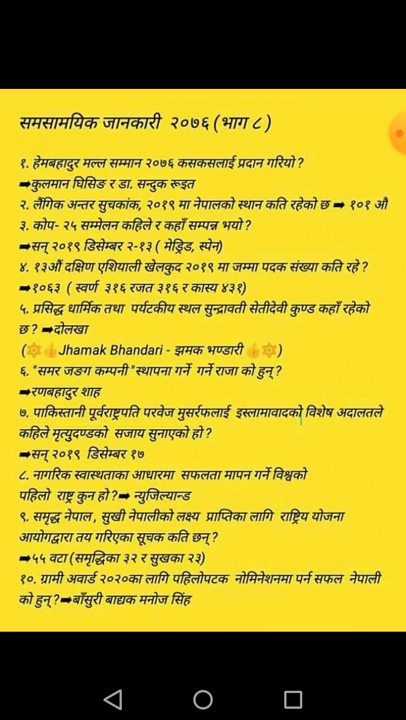 समसामयिक जानकारी २०७६ (भाग ८)
१. हेमबहादुर मल्ल सम्मान २०७६ कसकसलाई प्रदान गरियो ?
➡कुलमान घिसिङ र डा. सन्दुक रूइत
२. लैंगिक अन्तर सुचकांक, २०१९ मा नेपालको स्थान कति रहेको छ ➡ १०१ औ
३. कोप- २५ सम्मेलन कहिले र कहाँ सम्पन्न भयो ?
➡सन् २०१९ डिसेम्बर २-१३ ( मेड्रिड, स्पेन)
४. १३औं दक्षिण एशियाली खेलकुद २०१९ मा जम्मा पदक संख्या कति रहे ?
➡१०६३ ( स्वर्ण ३१६ रजत ३१६ र कास्य ४३१)
५. प्रसिद्ध धार्मिक तथा पर्यटकीय स्थल सुन्द्रावती सेतीदेवी कुण्ड कहाँ रहेको
छ ? ➡दोलखा
(🔯👍Jhamak Bhandari - झमक भण्डारी 👍🔯)
६. "समर जङग कम्पनी "स्थापना गर्ने गर्ने राजा को हुन् ?
➡रणबहादुर शाह
७. पाकिस्तानी पूर्वराष्ट्रपति परवेज मुसर्रफलाई इस्लामावादको विशेष अदालतले
कहिले मृत्युदण्डको सजाय सुनाएको हो ?
➡सन् २०१९ डिसेम्बर १७
८. नागरिक स्वास्थताका आधारमा सफलता मापन गर्ने विश्वको
पहिलो राष्ट्र कुन हो ?➡ न्युजिल्यान्ड
९. समृद्ध नेपाल , सुखी नेपालीको लक्ष्य प्राप्तिका लागि राष्ट्रिय योजना
आयोगद्वारा तय गरिएका सूचक कति छन् ?
➡५५ वटा (समृद्धिका ३२ र सुखका २३)
१०. ग्रामी अवार्ड २०२०का लागि पहिलोपटक नोमिनेशनमा पर्न सफल नेपाली
को हुन् ?➡बाँसुरी बाद्यक मनोज सिंह